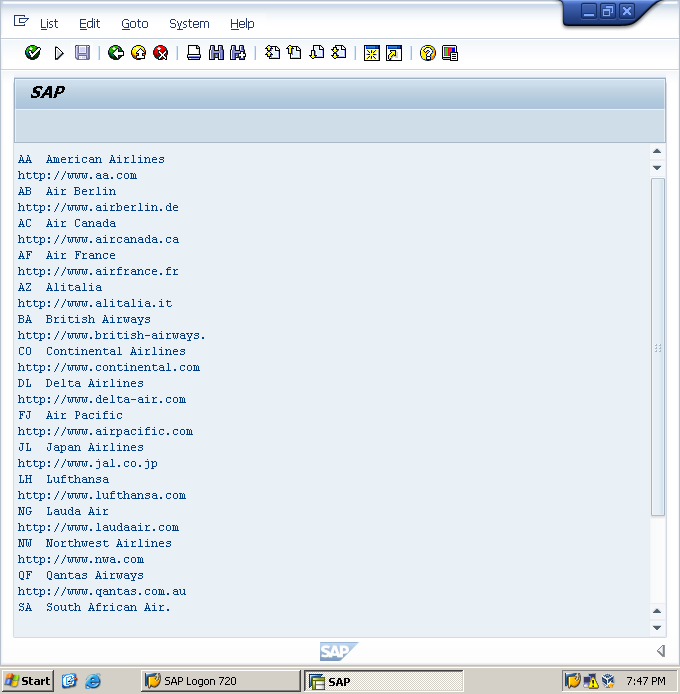 List Edit Goto System Help
SAP
AA American Airlines
http://www.aa.com
AB Air Berlin
http://www.airberlin.de
AC Air Canada
http://www.aircanada.ca
AF Air France
http://www.airfrance.fr
AZ Alitalia
http://www.alitalia.it
BA British Airways
http://www.british-airways.
CO Continental Airlines
http://www.continental.com
DL Delta Airlines
http://www.delta-air.com
FJ Air Pacific
http://www.airpacific.com
JL Japan Airlines
http://www.jal.co.jp
LH Lufthansa
http://www.lufthansa.com
NG Lauda Air
http://www.laudaair.com
NW Northwest Airlines
http://www.nwa.com
QF Qantas Airways
http://www.qantas.com.au
SA South African Air.
SAP
Start SAP Logon 720 SAP 7:47 PM